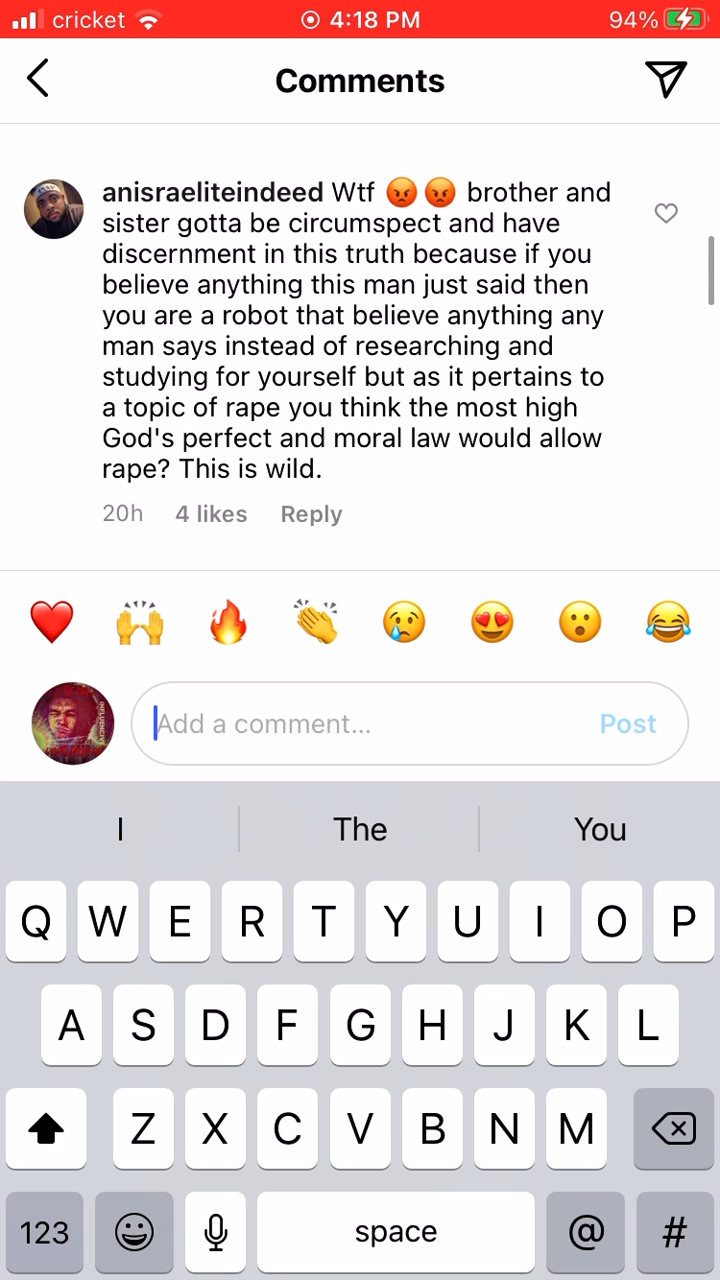 cricket 4:18 PM 94%
Comments
anisraeliteindeed Wtf 😡😡 brother and
sister gotta be circumspect and have
discernment in this truth because if you
believe anything this man just said then
you are a robot that believe anything any
man says instead of researching and
studying for yourself but as it pertains to
a topic of rape you think the most high
God's perfect and moral law would allow
rape? This is wild.
20h 4 likes Reply
Add a comment... Post
I The You
Q W E R T Y U I O P
A S D F G H J K L
Z X C V B N M
123 space @ #